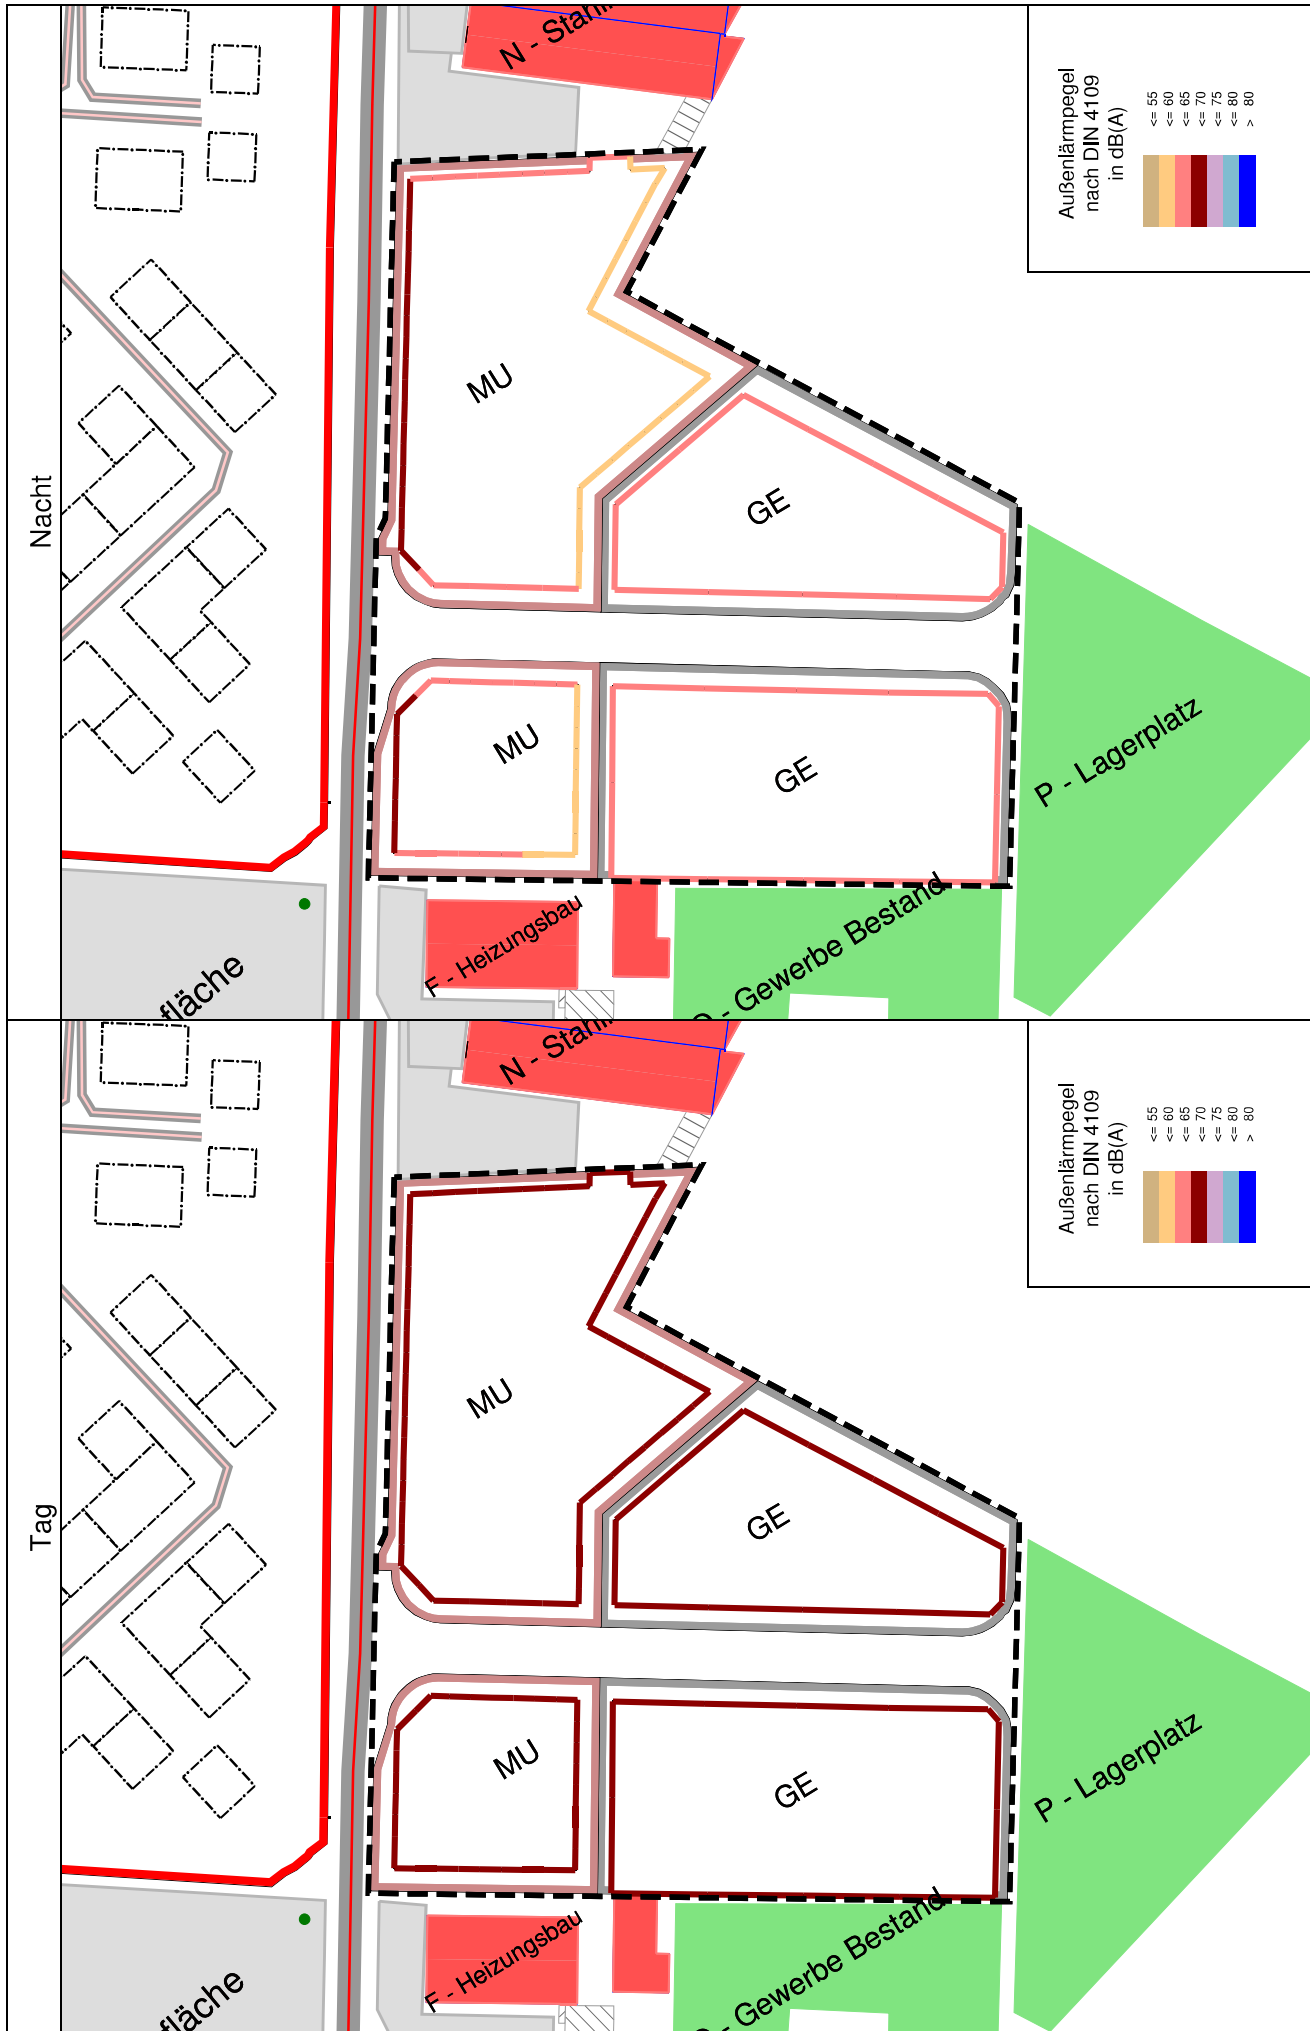 Nacht
N - Stahl
Außenlärmpegel
nach DIN 4109
in dB(A)
<= 55
<= 60
<= 65
<= 70
<= 75
<= 80
> 80
MU
GE
MU
GE
P - Lagerplatz
F - Heizungsbau
- Gewerbe Bestand
fläche
Tag
N - Stahl
Außenlärmpegel
nach DIN 4109
in dB(A)
<= 55
<= 60
<= 65
<= 70
<= 75
<= 80
> 80
MU
GE
MU
GE
P - Lagerplatz
F - Heizungsbau
- Gewerbe Bestand
fläche